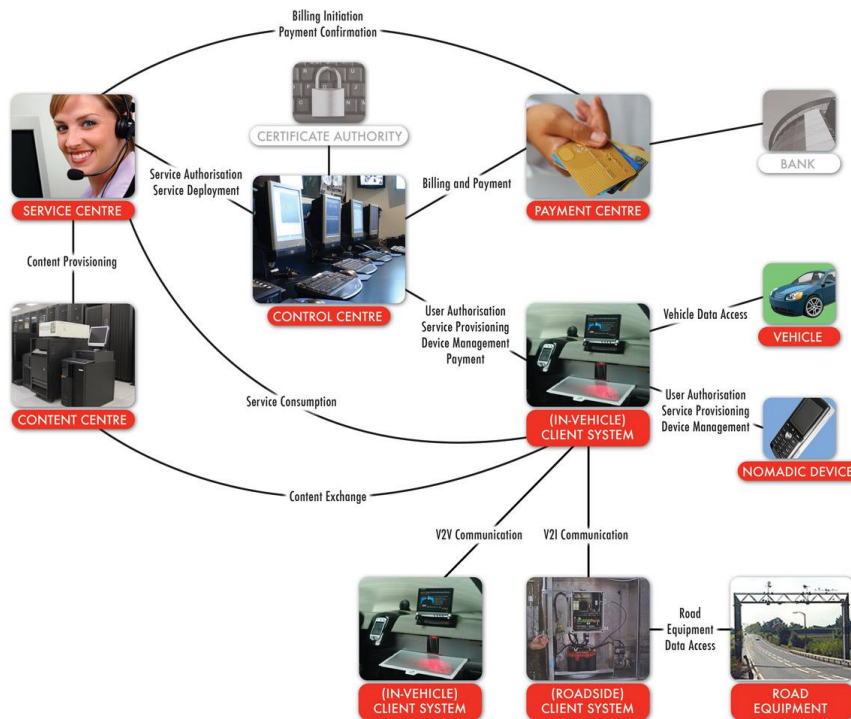 Billing Initiation
Payment Confirmation
CERTIFICATE AUTHORITY
Service Authorisation
Service Deployment
Billing and Payment
BANK
SERVICE CENTRE
PAYMENT CENTRE
Content Provisioning
CONTROL CENTRE
User Authorisation
Service Provisioning
Device Management
Payment
Vehicle Data Access
VEHICLE
CONTENT CENTRE
Service Consumption
(IN-VEHICLE)
CLIENT SYSTEM
User Authorisation
Service Provisioning
Device Management
NOMADIC DEVICE
Content Exchange
V2V Communication
V2I Communication
Road
Equipment
Data Access
(IN-VEHICLE)
CLIENT SYSTEM
(ROADSIDE)
CLIENT SYSTEM
ROAD
EQUIPMENT